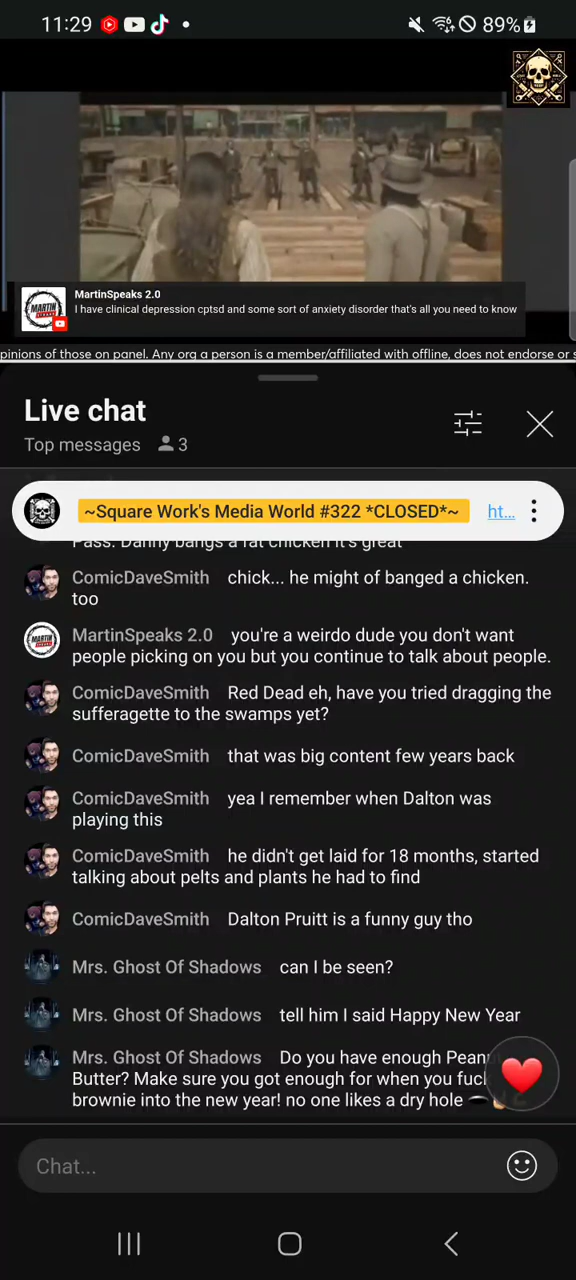 11:29
89%
MARTIN
MartinSpeaks 2.0
I have clinical depression cptsd and some sort of anxiety disorder that's all you need to know
pinions of those on panel. Any org a person is a member/affiliated with offline, does not endorse or s
Live chat
Top messages 3
~Square Work's Media World #322 *CLOSED*~ ht...
Pass. Danny bangs a fat chicken it's great
ComicDaveSmith chick... he might of banged a chicken.
too
MartinSpeaks 2.0 you're a weirdo dude you don't want
people picking on you but you continue to talk about people.
ComicDaveSmith Red Dead eh, have you tried dragging the
sufferagette to the swamps yet?
ComicDaveSmith that was big content few years back
ComicDaveSmith yea I remember when Dalton was
playing this
ComicDaveSmith he didn't get laid for 18 months, started
talking about pelts and plants he had to find
ComicDaveSmith Dalton Pruitt is a funny guy tho
Mrs. Ghost Of Shadows can I be seen?
Mrs. Ghost Of Shadows tell him I said Happy New Year
Mrs. Ghost Of Shadows Do you have enough Pean
Butter? Make sure you got enough for when you fuc
brownie into the new year! no one likes a dry hole
Chat...